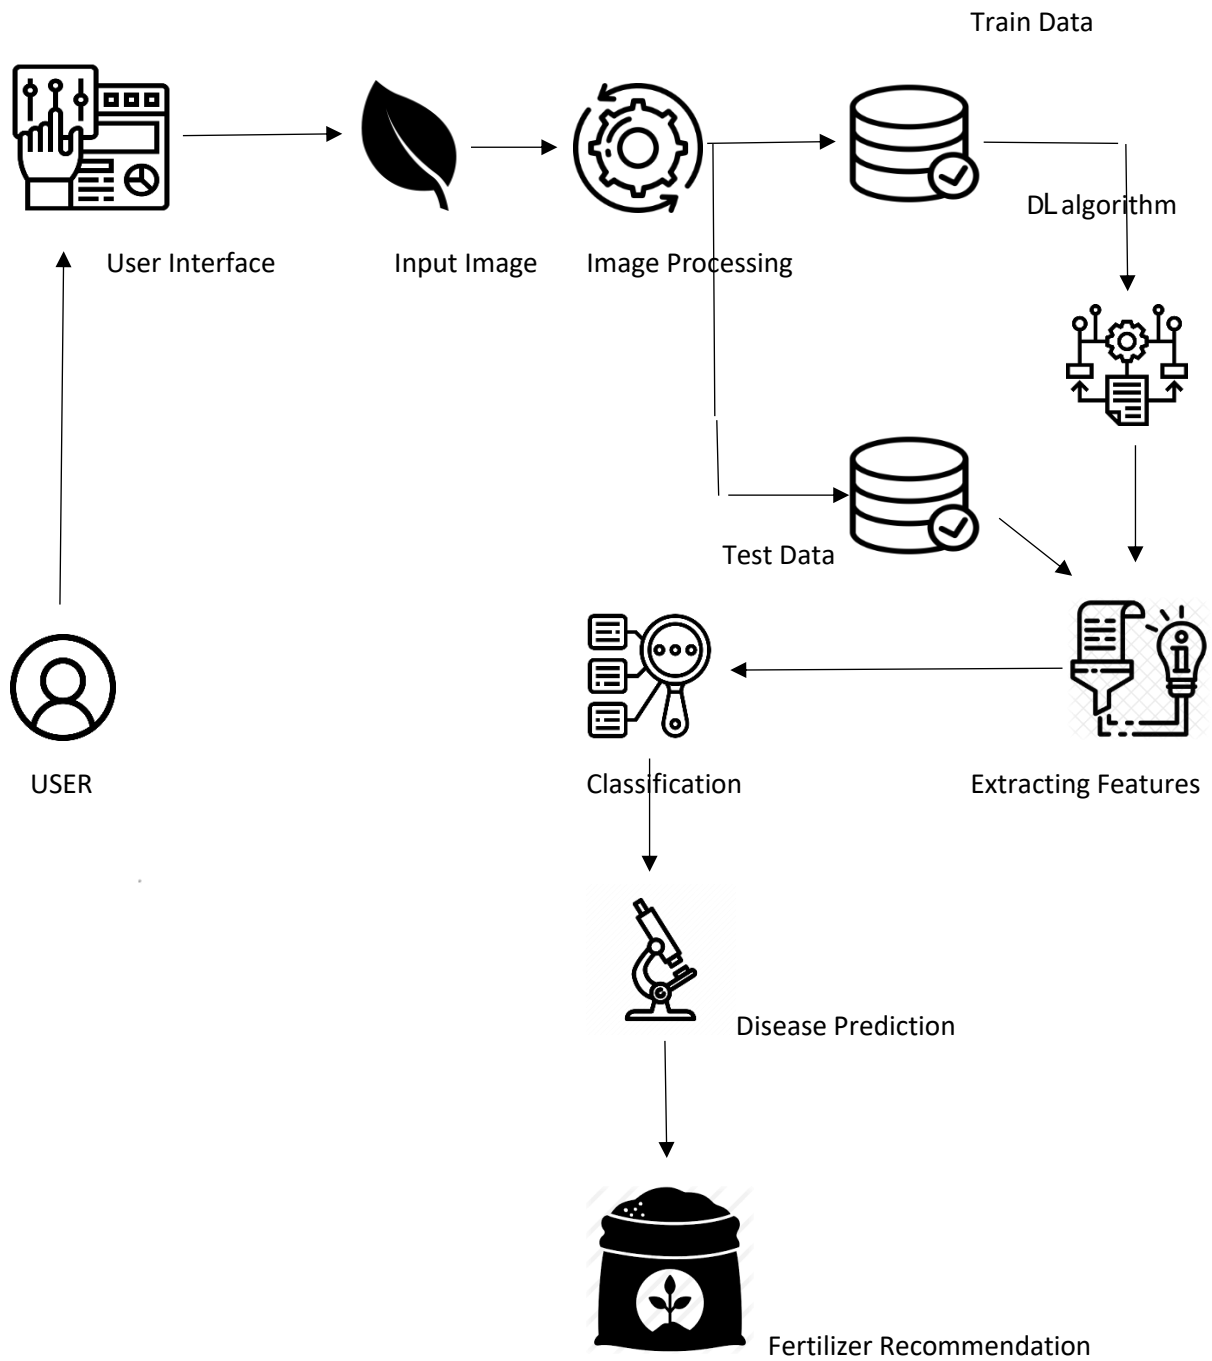 Train Data
DL algorithm
User Interface
Input Image
Image Processing
Test Data
USER
Classification
Extracting Features
Disease Prediction
Fertilizer Recommendation